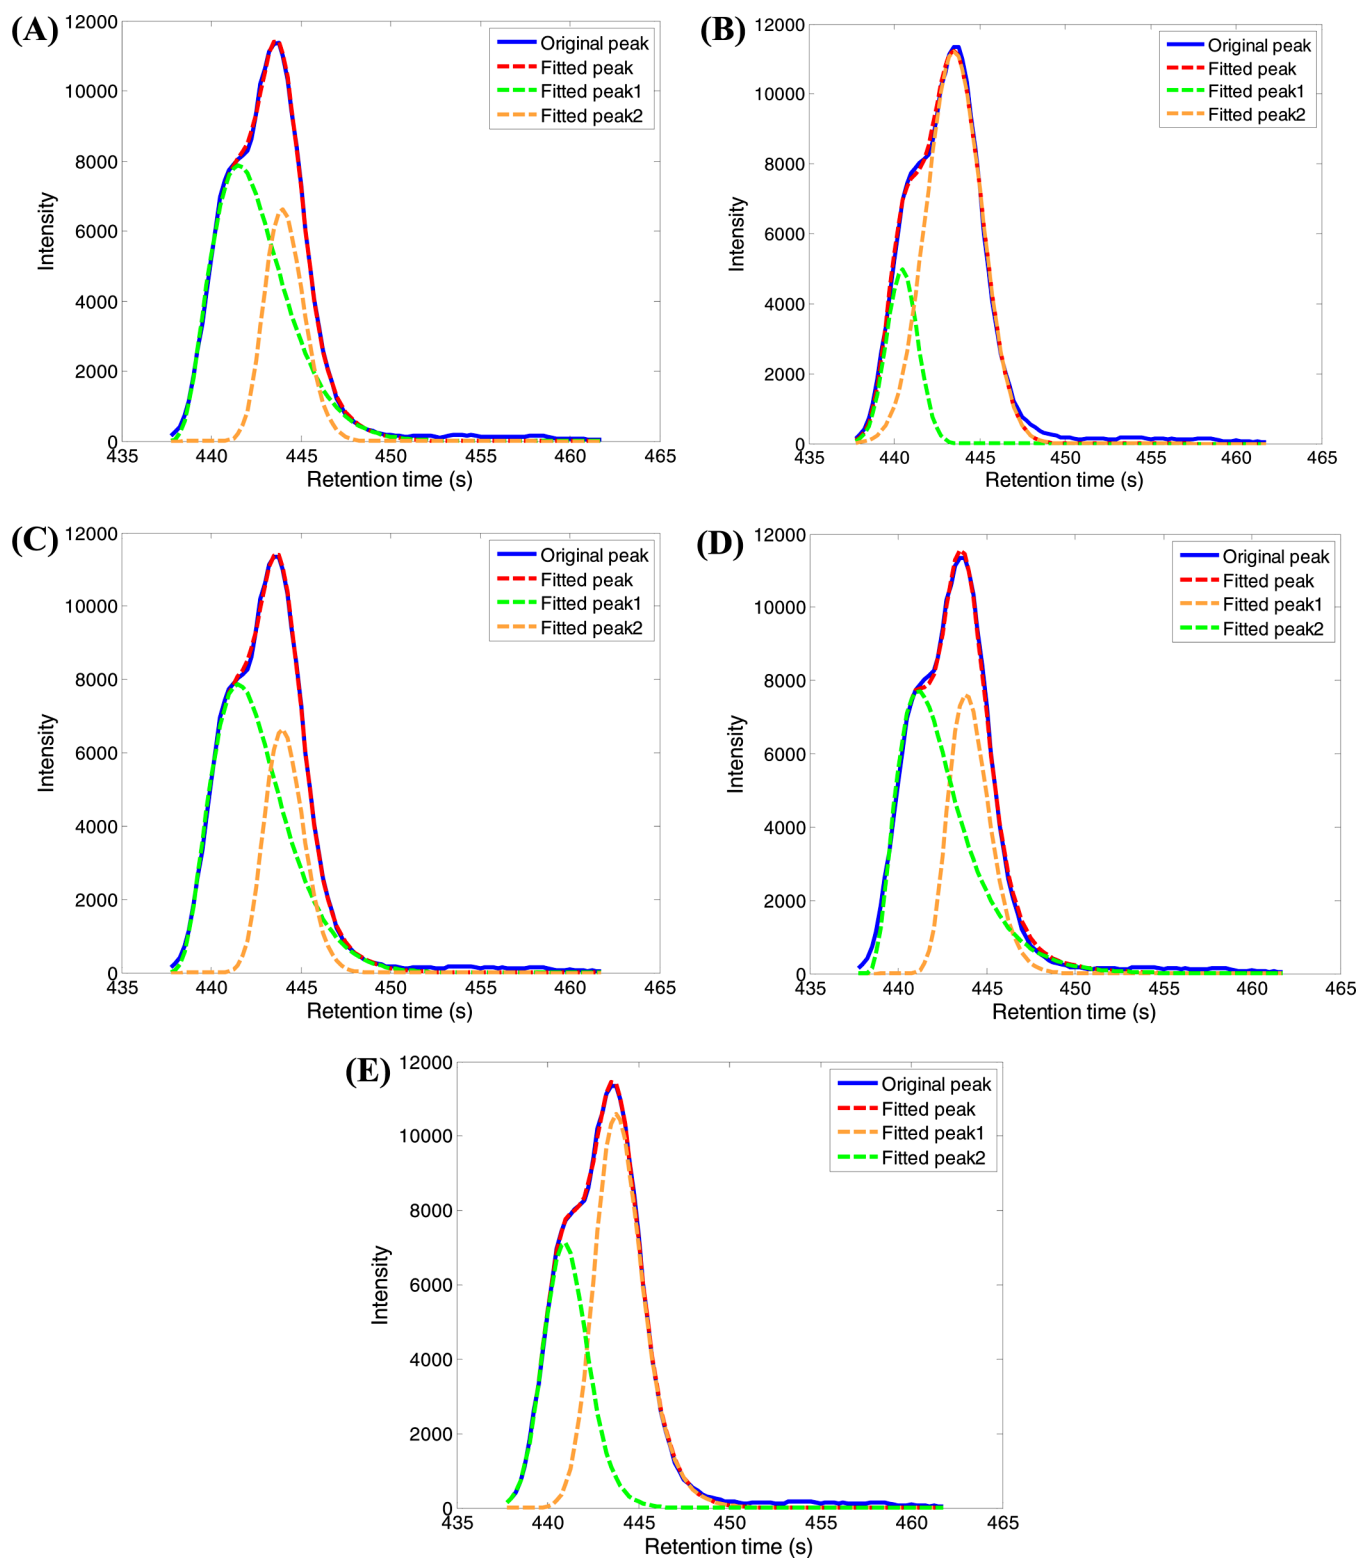 (A)
12000
10000
8000
6000
4000
2000
0
Intensity
435 440 445 450 455 460 465
Retention time (s)
Original peak
Fitted peak
Fitted peak1
Fitted peak2
(B)
12000
10000
8000
6000
4000
2000
0
Intensity
435 440 445 450 455 460 465
Retention time (s)
Original peak
Fitted peak
Fitted peak1
Fitted peak2
(C)
12000
10000
8000
6000
4000
2000
0
Intensity
435 440 445 450 455 460 465
Retention time (s)
Original peak
Fitted peak
Fitted peak1
Fitted peak2
(D)
12000
10000
8000
6000
4000
2000
0
Intensity
435 440 445 450 455 460 465
Retention time (s)
Original peak
Fitted peak
Fitted peak1
Fitted peak2
(E)
12000
10000
8000
6000
4000
2000
0
Intensity
435 440 445 450 455 460 465
Retention time (s)
Original peak
Fitted peak
Fitted peak1
Fitted peak2